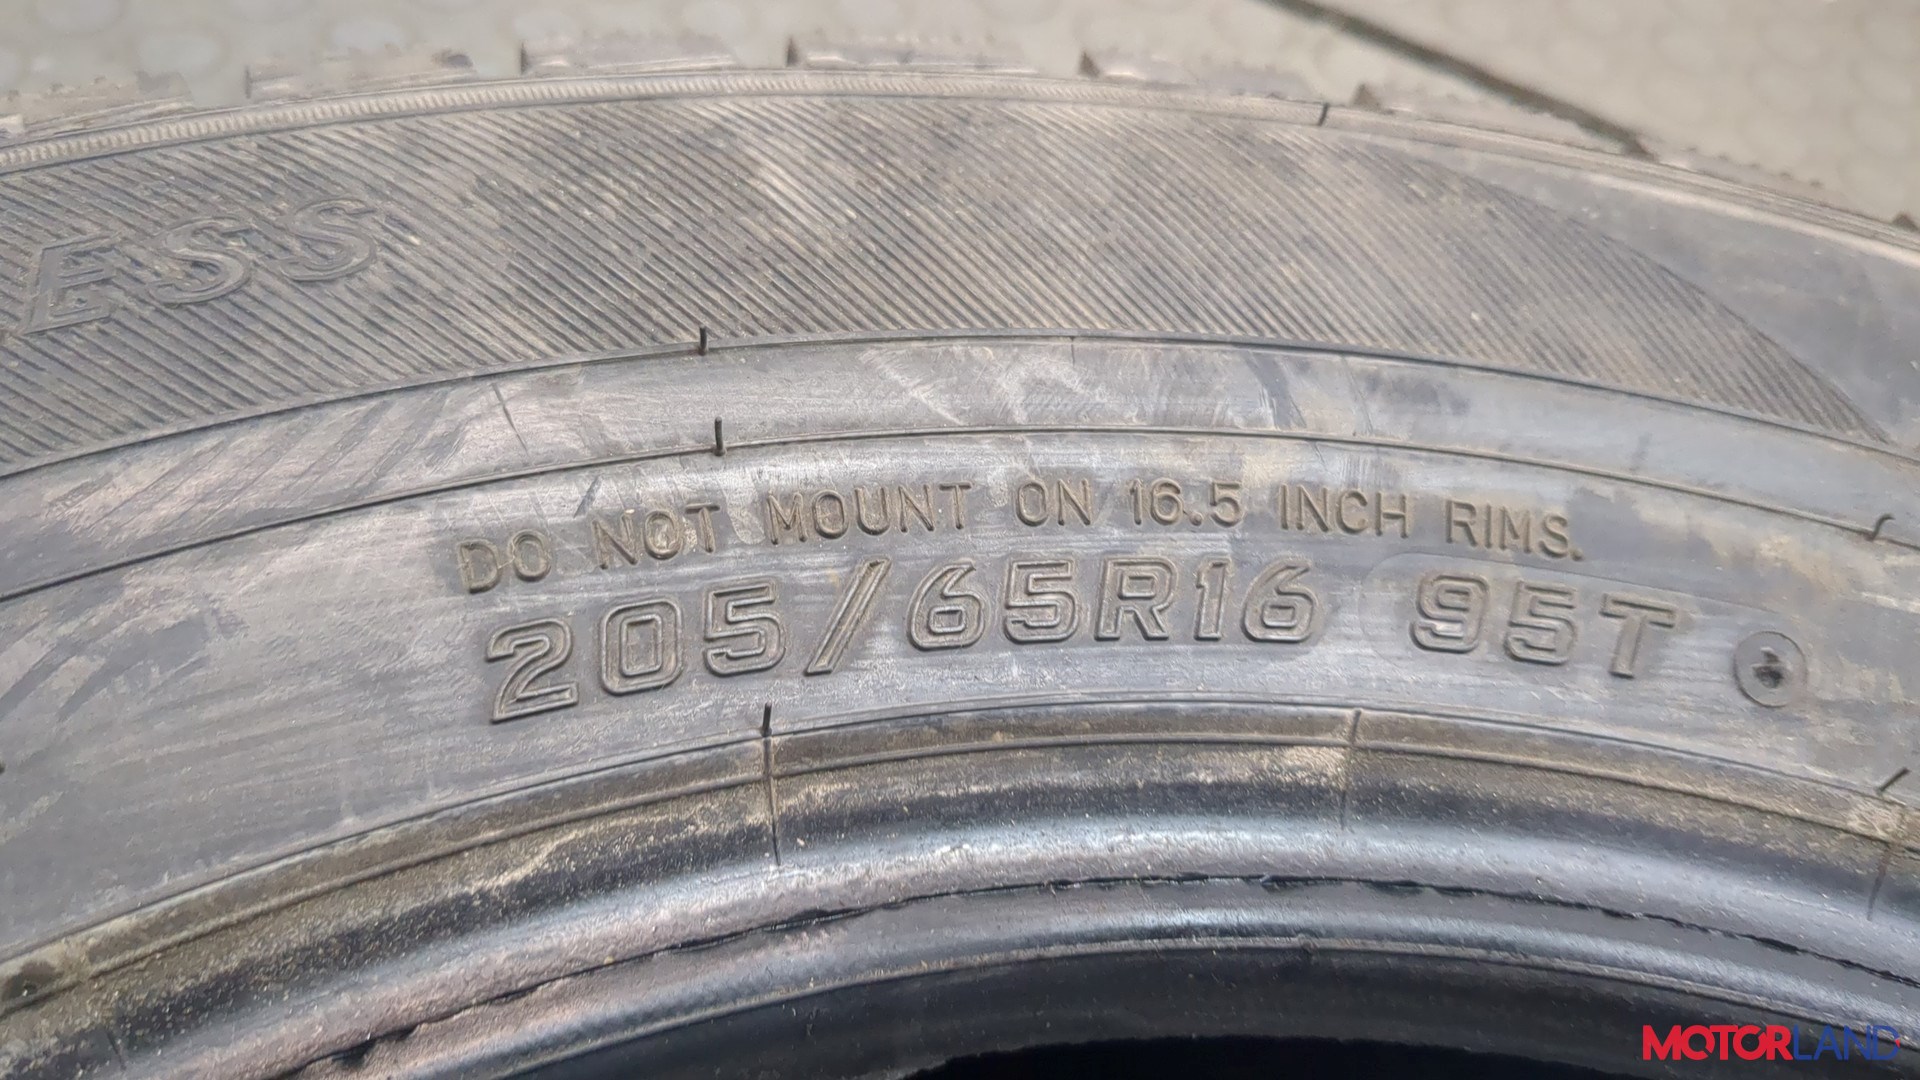 ESS
DO NOT MOUNT ON 16.5 INCH RIMS.
205/65R16 95T
MOTORLAND